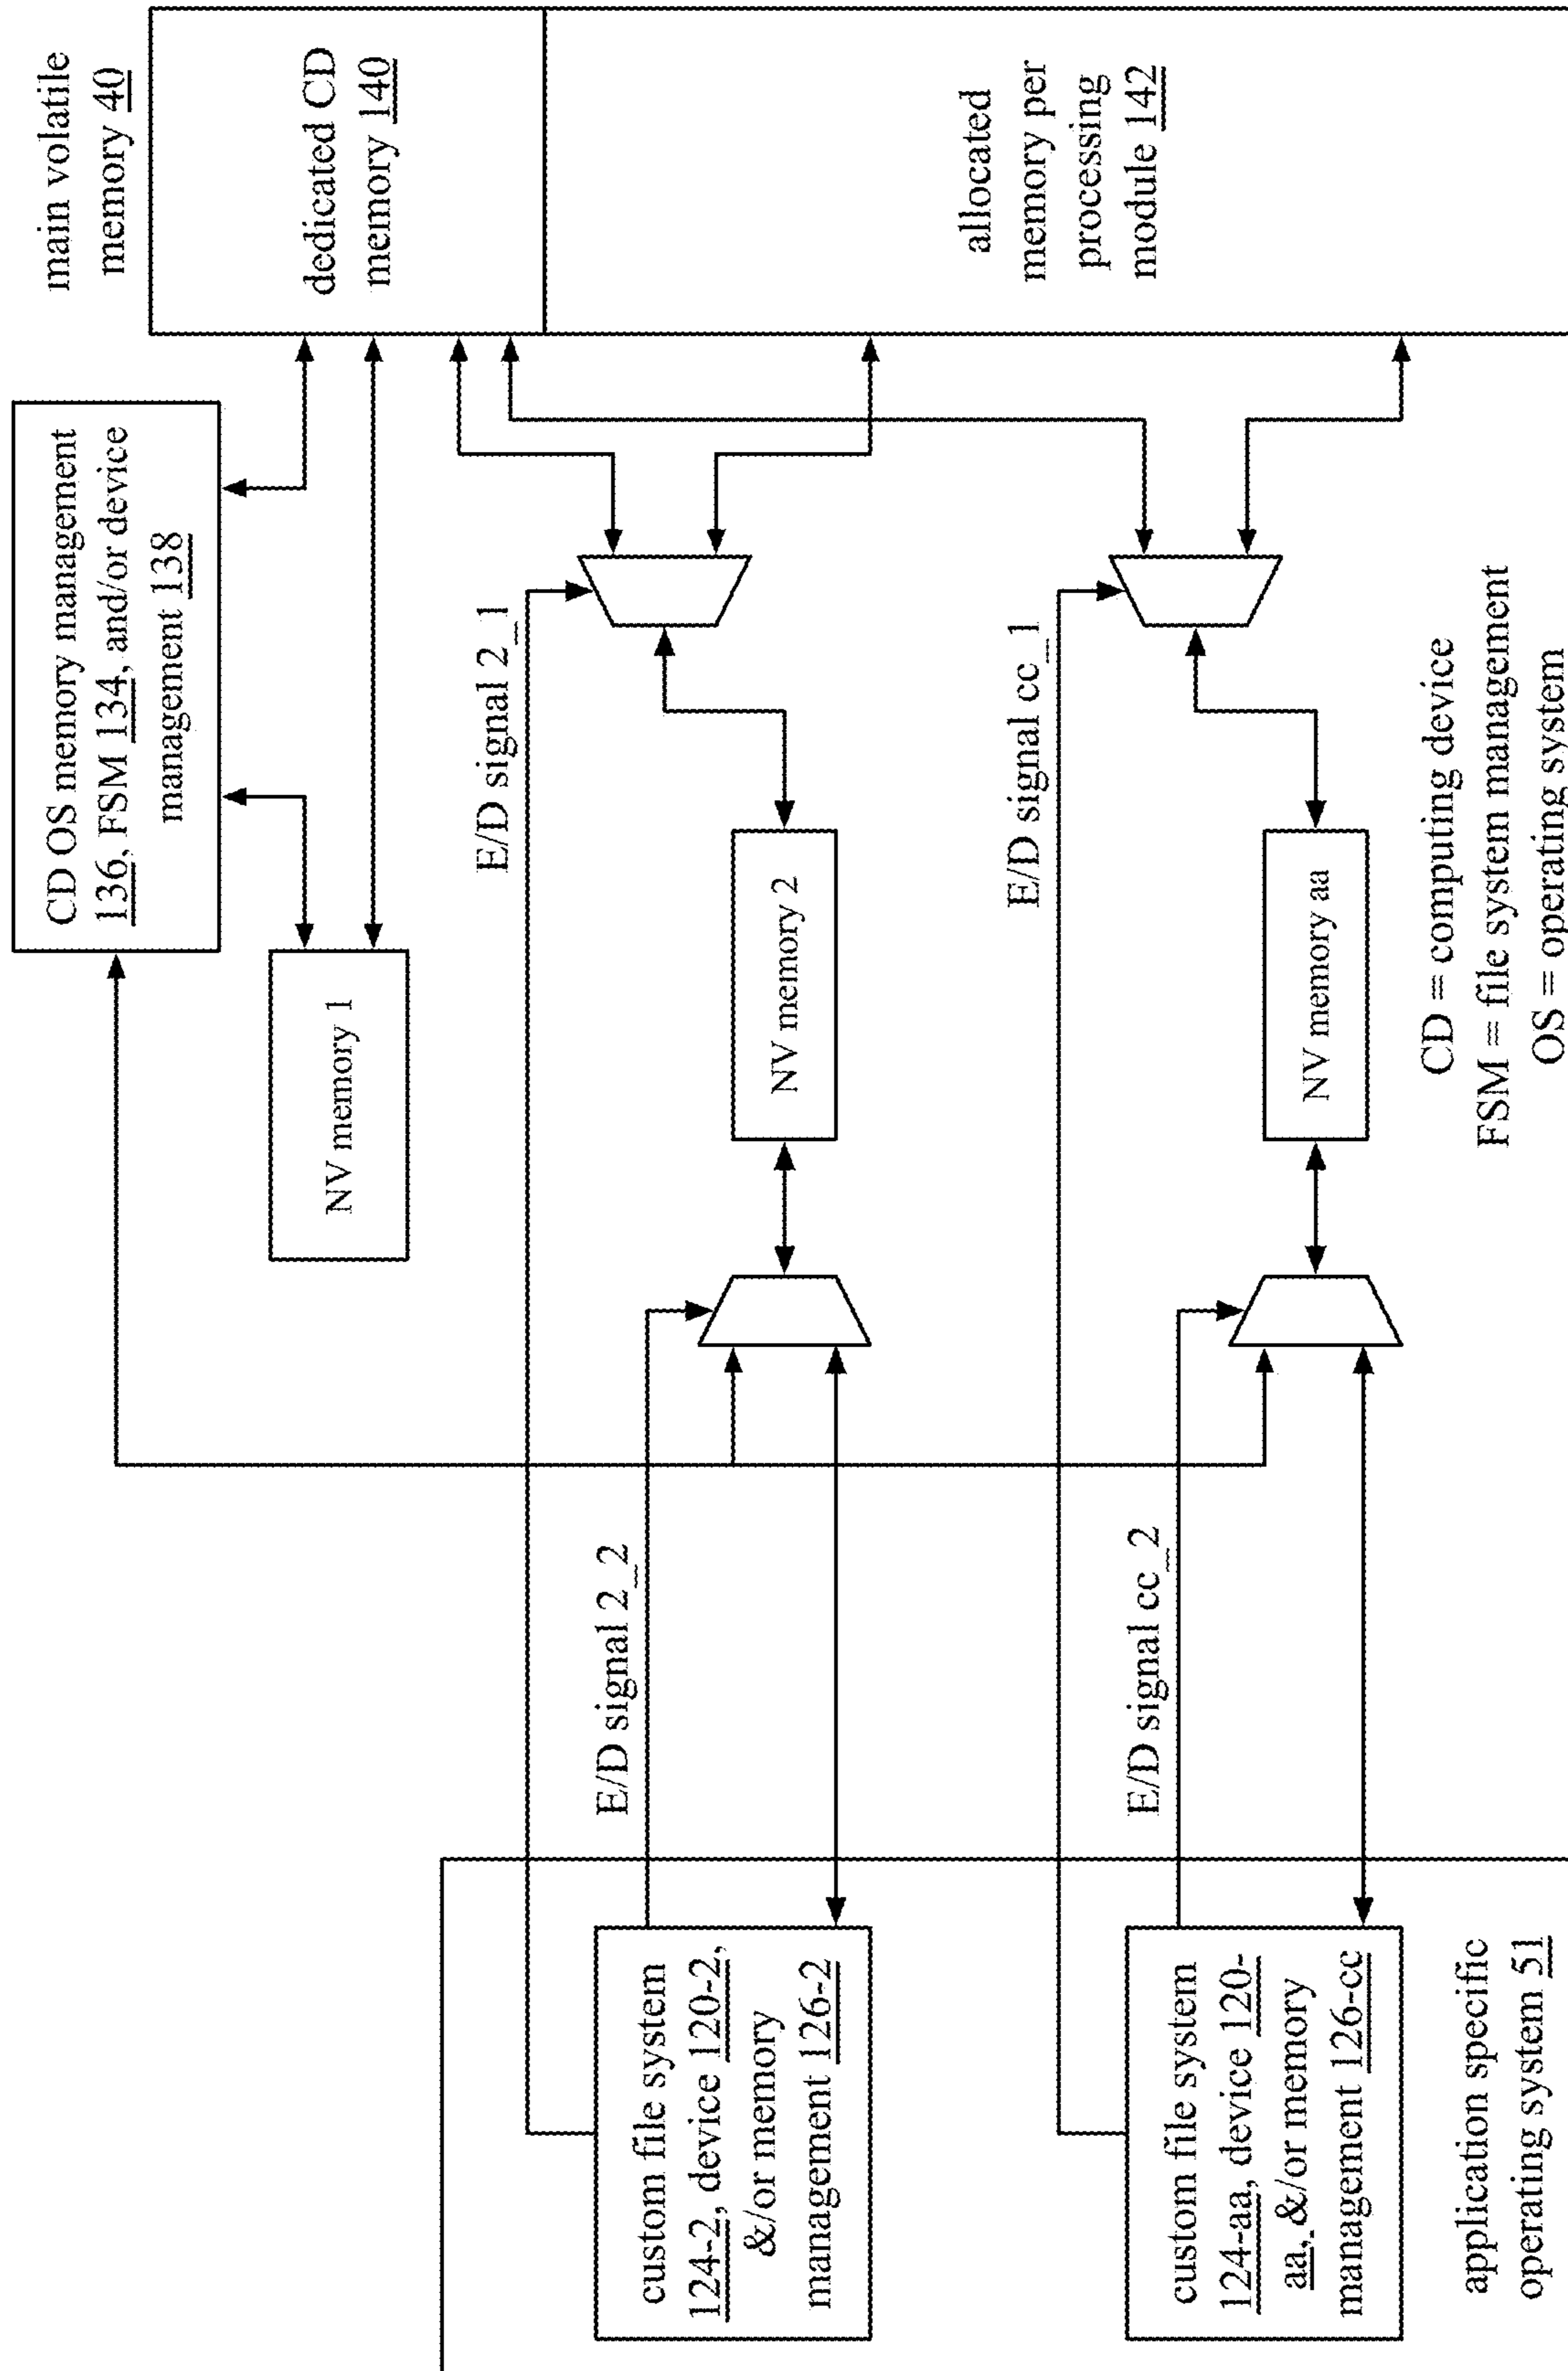 main volatile
memory 40
dedicated CD
memory 140
allocated
memory per
processing
module 142
CD OS memory management
136, FSM 134, and/or device
management 138
NV memory 1
E/D signal 2_1
NV memory 2
E/D signal 2_2
custom file system
124-2, device 120-2,
&/or memory
management 126-2
E/D signal cc_1
NV memory aa
E/D signal cc_2
custom file system
124-aa, device 120-
aa, &/or memory
management 126-cc
CD = computing device
FSM = file system management
OS = operating system
application specific
operating system 51